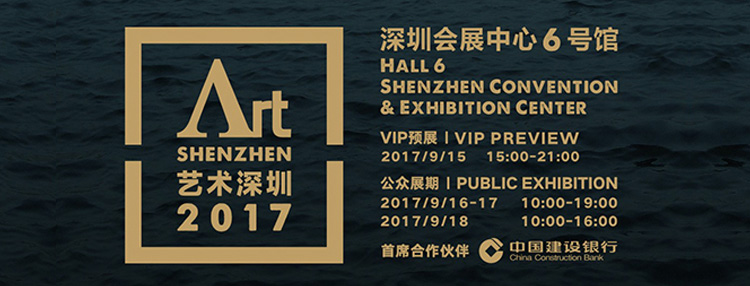 Art
SHENZHEN
艺术深圳
2017
深圳会展中心6号馆
HALL 6
SHENZHEN CONVENTION
& EXHIBITION CENTER
VIP预展 | VIP PREVIEW
2017/9/15 15:00-21:00
公众展期 | PUBLIC EXHIBITION
2017/9/16-17 10:00-19:00
2017/9/18 10:00-16:00
首席合作伙伴 中国建设银行
China Construction Bank